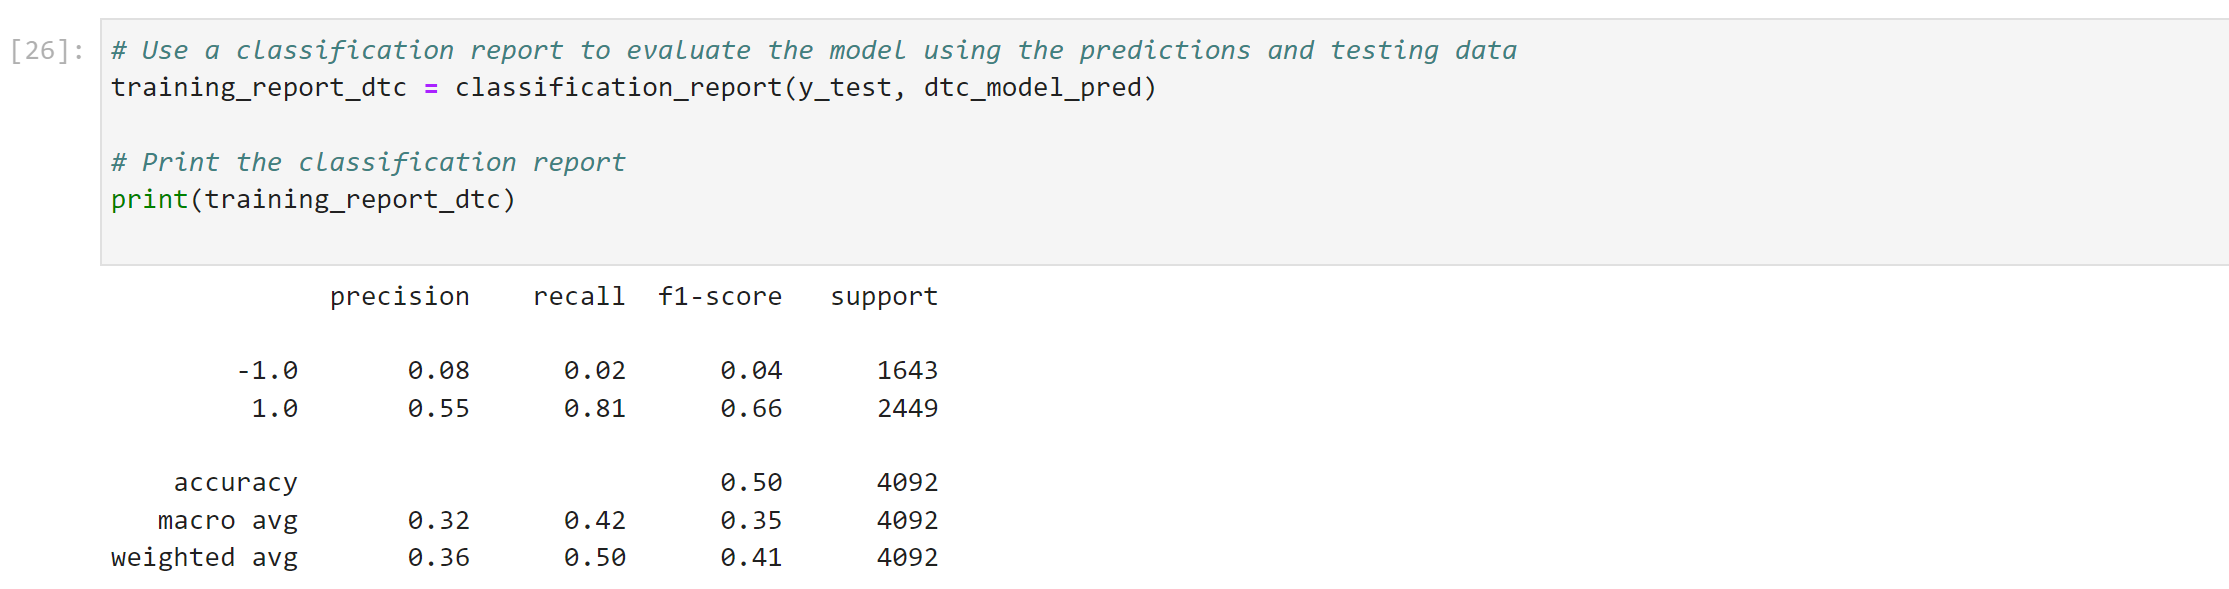 [26]: # Use a classification report to evaluate the model using the predictions and testing data
training_report_dtc = classification_report(y_test, dtc_model_pred)
# Print the classification report
print(training_report_dtc)
precision recall f1-score support
-1.0 0.08 0.02 0.04 1643
1.0 0.55 0.81 0.66 2449
accuracy 0.50 4092
macro avg 0.32 0.42 0.35 4092
weighted avg 0.36 0.50 0.41 4092